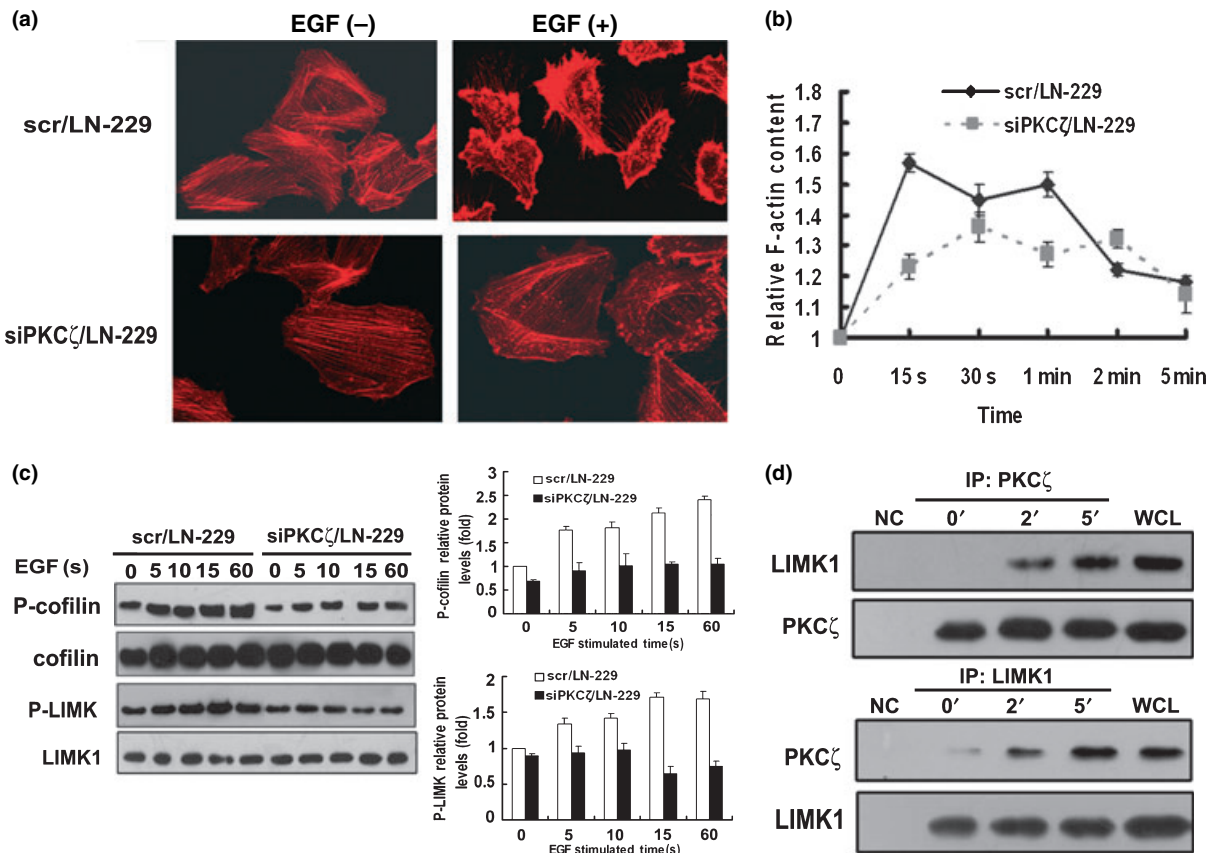 (a)
EGF (–) EGF (+)
scr/LN-229
siPKCζ/LN-229
(b)
Relative F-actin content
1.8
1.7
1.6
1.5
1.4
1.3
1.2
1.1
1
scr/LN-229
siPKCζ/LN-229
0 15 s 30 s 1 min 2 min 5 min
Time
(c)
scr/LN-229 siPKCζ/LN-229
EGF (s) 0 5 10 15 60 0 5 10 15 60
P-cofilin
cofilin
P-LIMK
LIMK1
P-cofilin relative protein
levels (fold)
3
2.5
2
1.5
1
0.5
0
scr/LN-229
siPKCζ/LN-229
0 5 10 15 60
EGF stimulated time(s)
P-LIMK relative protein
levels (fold)
2
1.5
1
0.5
0
scr/LN-229
siPKCζ/LN-229
0 5 10 15 60
EGF stimulated time(s)
(d)
IP: PKCζ
NC 0′ 2′ 5′ WCL
LIMK1
PKCζ
IP: LIMK1
NC 0′ 2′ 5′ WCL
PKCζ
LIMK1